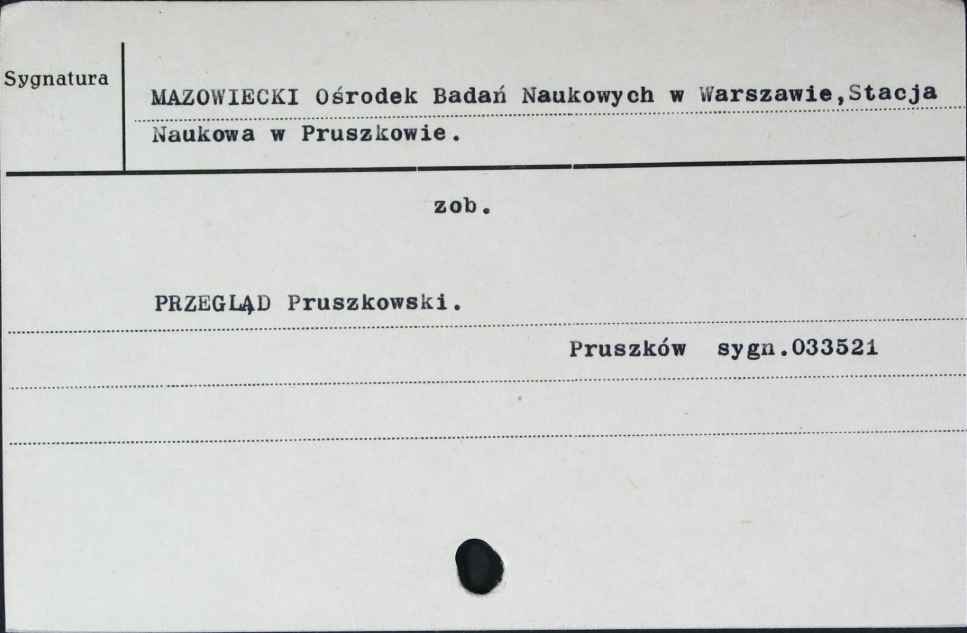 Sygnatura
MAZOWIECKI Ośrodek Badań Naukowych w Warszawie,Stacja
Naukowa w Pruszkowie.
zob.
PRZEGLĄD Pruszkowski.
Pruszków sygn.033521